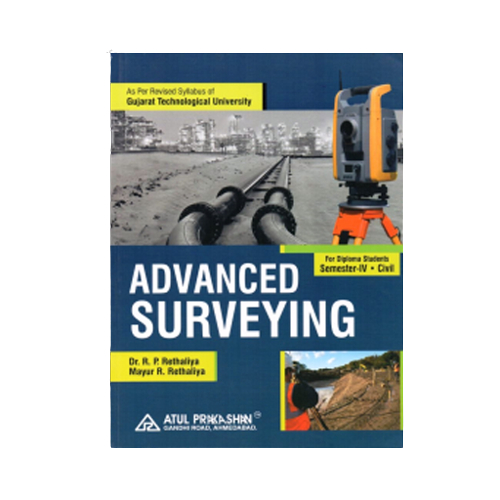 As Per Revised Syllabus of
Gujarat Technological University
For Diploma Students
Semester-IV • Civil
ADVANCED
SURVEYING
Dr. R. P. Rethaliya
Mayur R. Rethaliya
ATUL PRAKASHAN TM
GANDHI ROAD, AHMEDABAD.